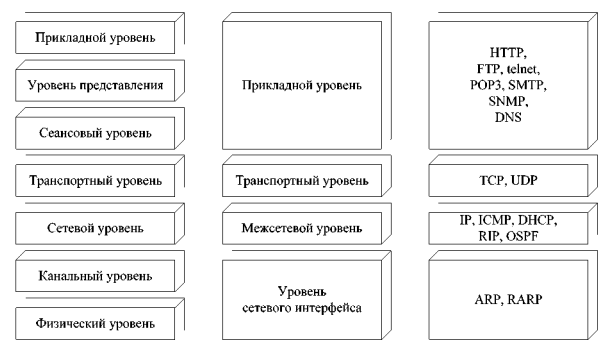 Прикладной уровень
Уровень представления
Сеансовый уровень
Транспортный уровень
Сетевой уровень
Канальный уровень
Физический уровень
Прикладной уровень
Транспортный уровень
Межсетевой уровень
Уровень
сетевого интерфейса
HTTP,
FTP, telnet,
POP3, SMTP,
SNMP,
DNS
TCP, UDP
IP, ICMP, DHCP,
RIP, OSPF
ARP, RARP